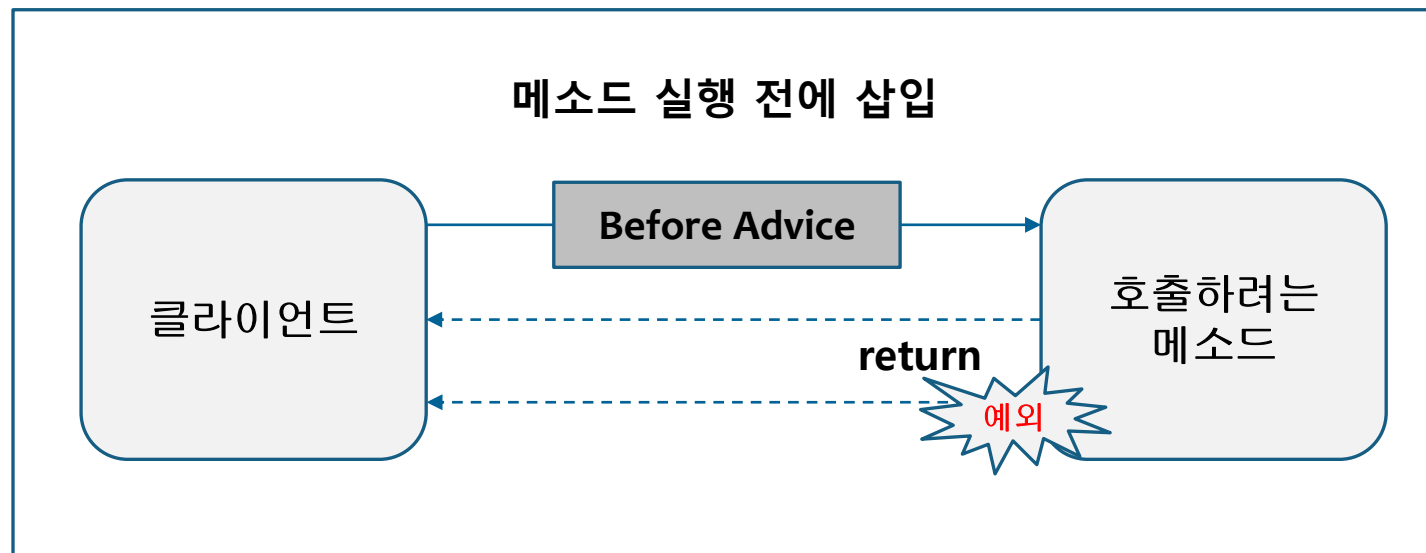 메소드 실행 전에 삽입
Before Advice
클라이언트
호출하려는
메소드
return
예외